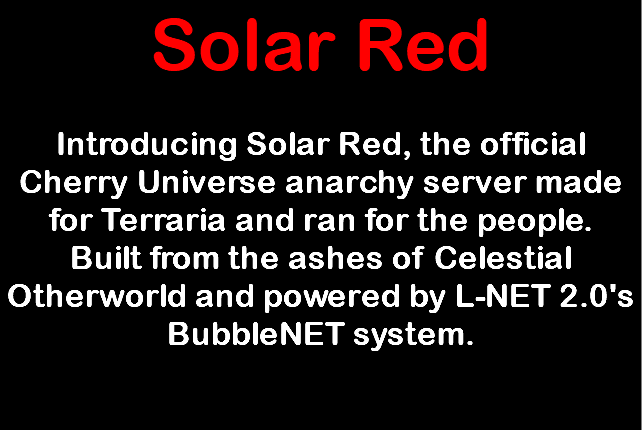 Solar Red
Introducing Solar Red, the official
Cherry Universe anarchy server made
for Terraria and ran for the people.
Built from the ashes of Celestial
Otherworld and powered by L-NET 2.0's
BubbleNET system.